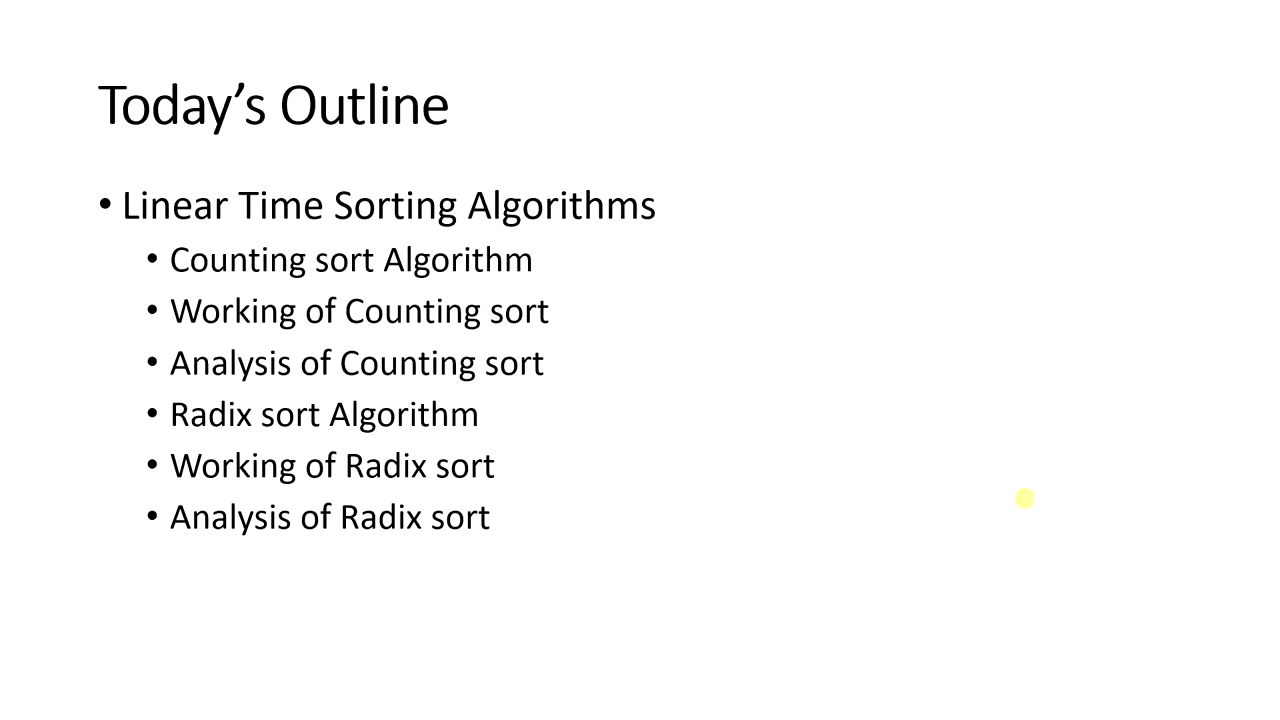 Today’s Outline
• Linear Time Sorting Algorithms
• Counting sort Algorithm
• Working of Counting sort
• Analysis of Counting sort
• Radix sort Algorithm
• Working of Radix sort
• Analysis of Radix sort